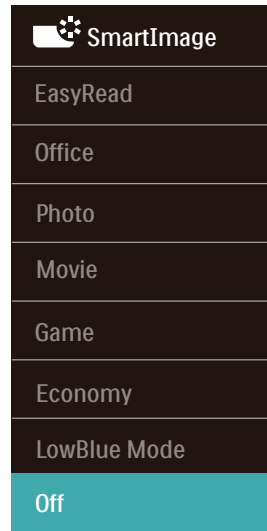 SmartImage
EasyRead
Office
Photo
Movie
Game
Economy
LowBlue Mode
Off